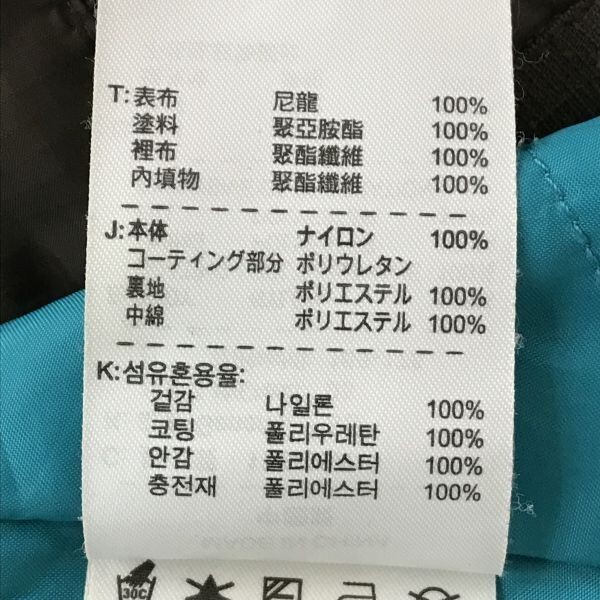 T:表布 尼龍 100%
塗料 聚亞胺酯 100%
裡布 聚酯纖維 100%
內填物 聚酯纖維 100%
J:本体 ナイロン 100%
コーティング部分 ポリウレタン
裏地 ポリエステル 100%
中綿 ポリエステル 100%
K:섬유혼용율:
겉감 나일론 100%
코팅 폴리우레탄 100%
안감 폴리에스터 100%
충전재 폴리에스터 100%
30C